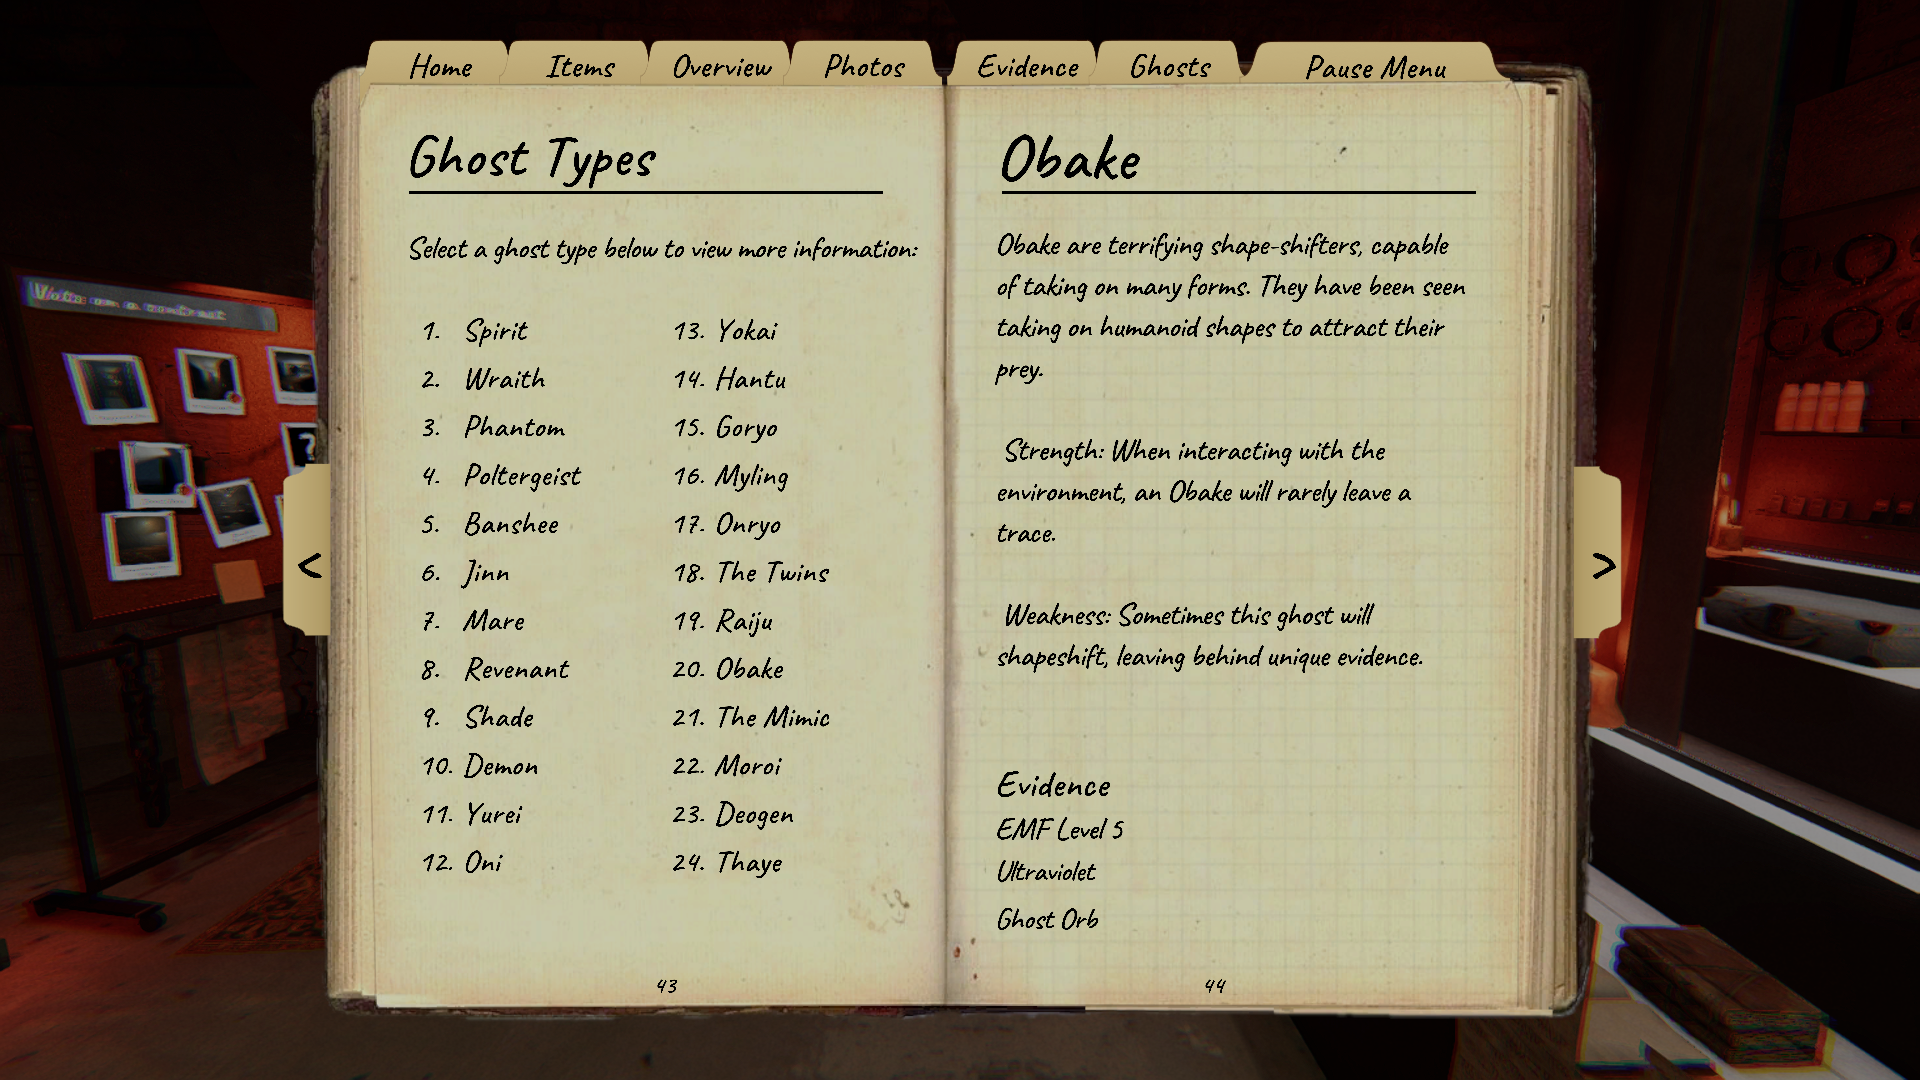 Home Items Overview Photos Evidence Ghosts Pause Menu
Ghost Types
Select a ghost type below to view more information:
1. Spirit
2. Wraith
3. Phantom
4. Poltergeist
5. Banshee
6. Jinn
7. Mare
8. Revenant
9. Shade
10. Demon
11. Yurei
12. Oni
13. Yokai
14. Hantu
15. Goryo
16. Myling
17. Onryo
18. The Twins
19. Raiju
20. Obake
21. The Mimic
22. Moroi
23. Deogen
24. Thaye
43
<
Obake
Obake are terrifying shape-shifters, capable
of taking on many forms. They have been seen
taking on humanoid shapes to attract their
prey.
Strength: When interacting with the
environment, an Obake will rarely leave a
trace.
Weakness: Sometimes this ghost will
shapeshift, leaving behind unique evidence.
Evidence
EMF Level 5
Ultraviolet
Ghost Orb
44
>
?